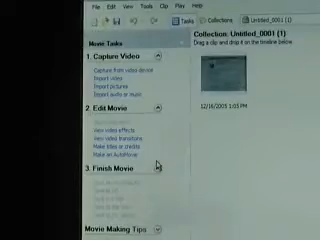 File Edit View Tools Clip Play Help
Tasks Collections Untitled_0001 (1)
Movie Tasks
Collection: Untitled_0001 (1)
Drag a clip and drop it on the timeline below.
1. Capture Video
Capture from video device
Import video
Import pictures
Import audio or music
12/16/2005 1:05 PM
2. Edit Movie
View video effects
View video transitions
Make titles or credits
Make an AutoMovie
3. Finish Movie
Movie Making Tips